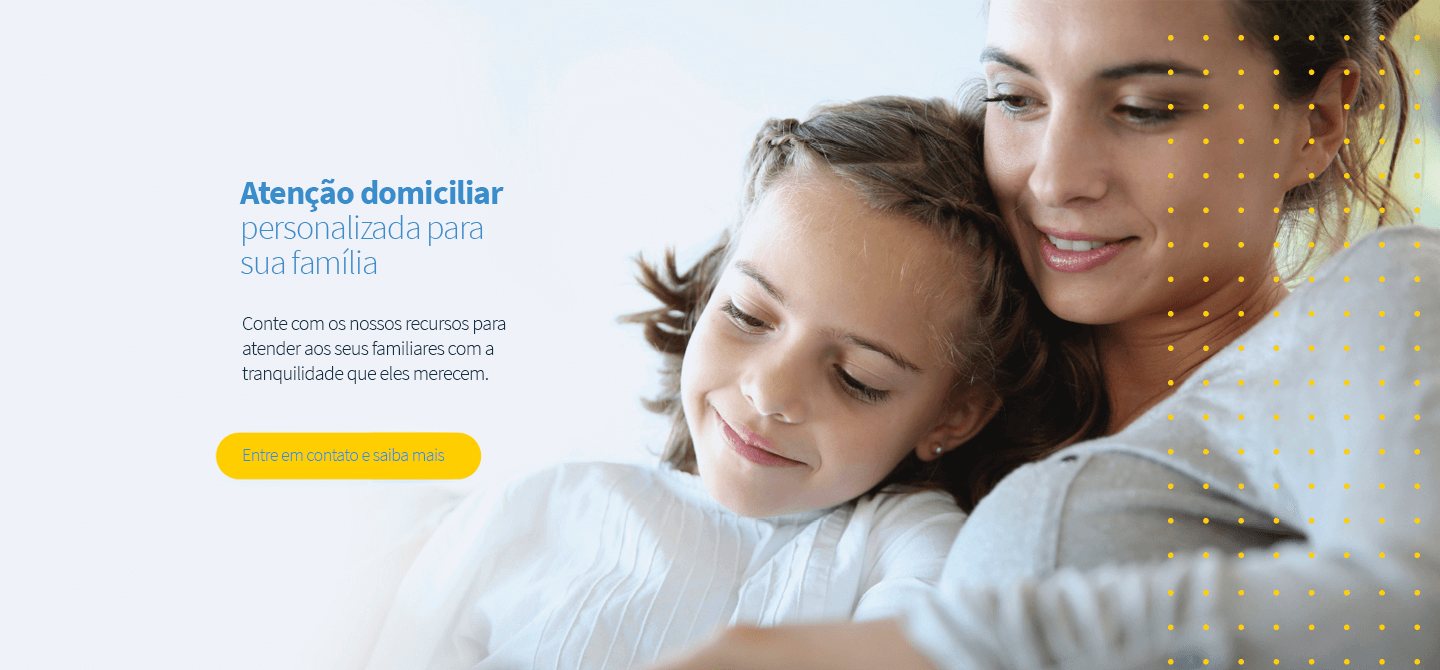 Atenção domiciliar
personalizada para
sua família
Conte com os nossos recursos para
atender aos seus familiares com a
tranquilidade que eles merecem.
Entre em contato e saiba mais